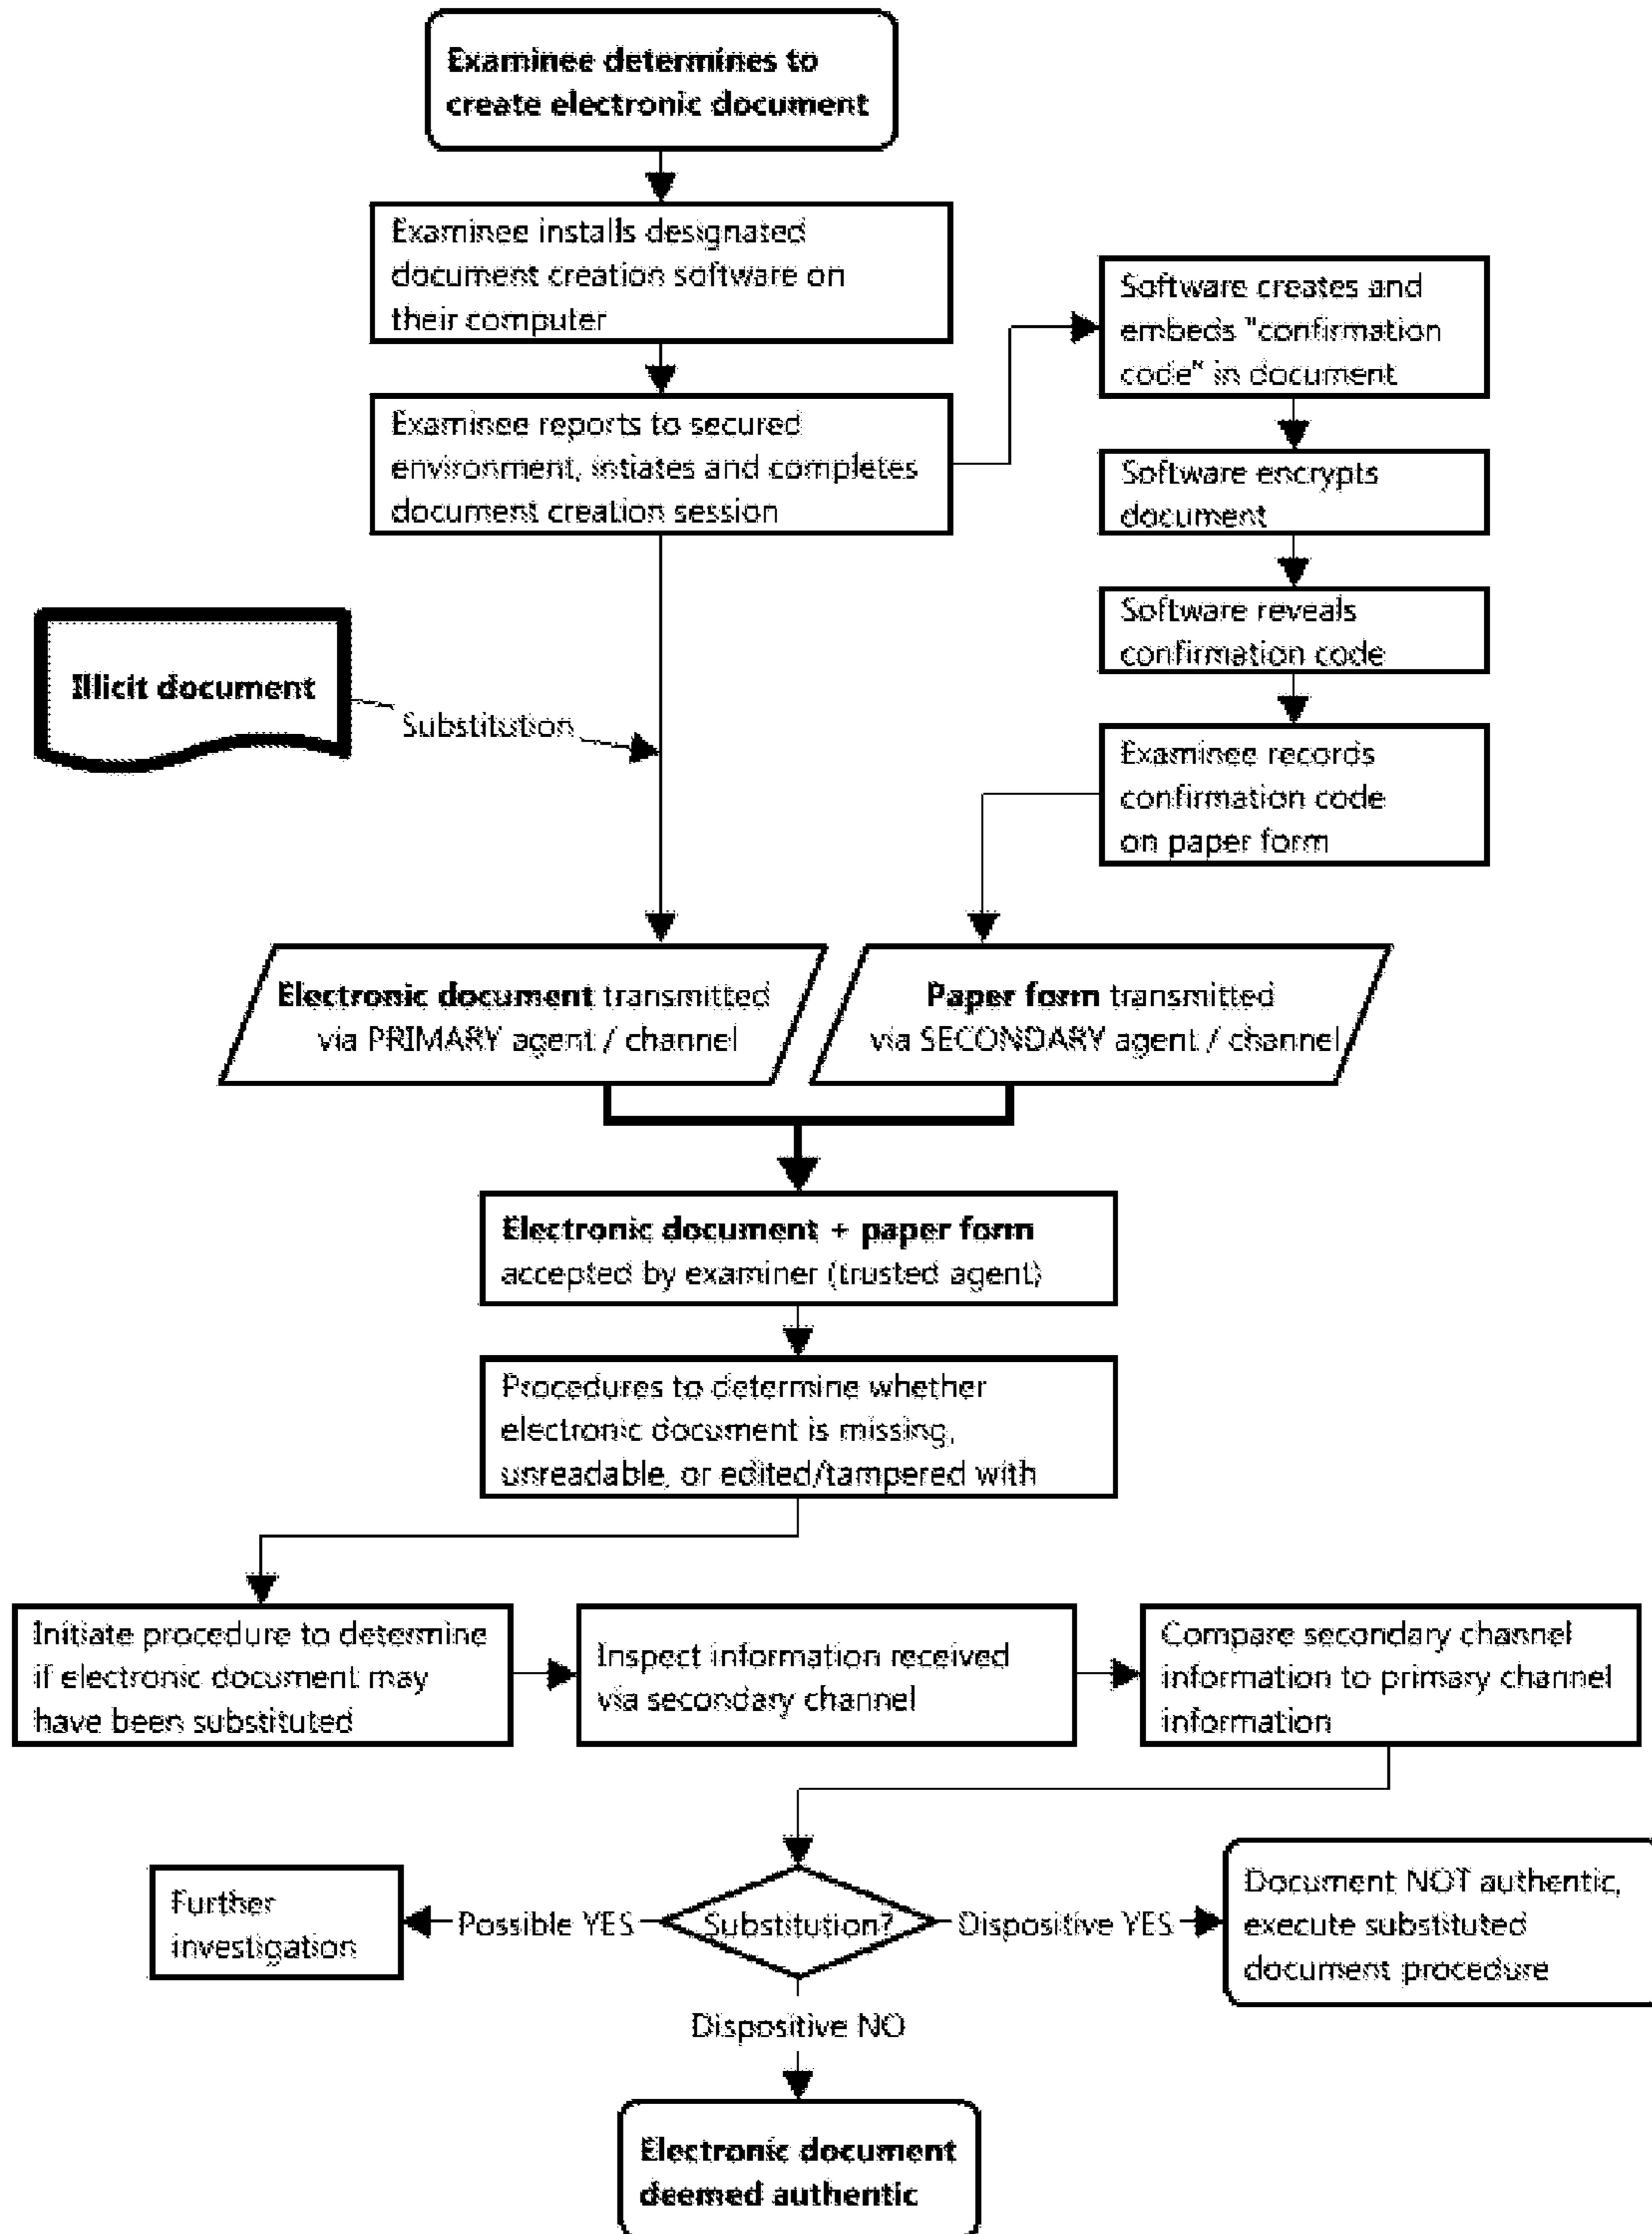 Examinee determines to
create electronic document
Examinee installs designated
document creation software on
their computer
Examinee reports to secured
environment, intiates and completes
document creation session
Software creates and
embeds "confirmation
code" in document
Software encrypts
document
Software reveals
confirmation code
Examinee records
confirmation code
on paper form
Illicit document
Substitution
Electronic document transmitted
via PRIMARY agent / channel
Paper form transmitted
via SECONDARY agent / channel
Electronic document + paper form
accepted by examiner (trusted agent)
Procedures to determine whether
electronic document is missing,
unreadable, or edited/tampered with
Initiate procedure to determine
if electronic document may
have been substituted
Inspect information received
via secondary channel
Compare secondary channel
information to primary channel
information
Further
investigation
Possible YES
Substitution?
Dispositive YES
Document NOT authentic,
execute substituted
document procedure
Dispositive NO
Electronic document
deemed authentic